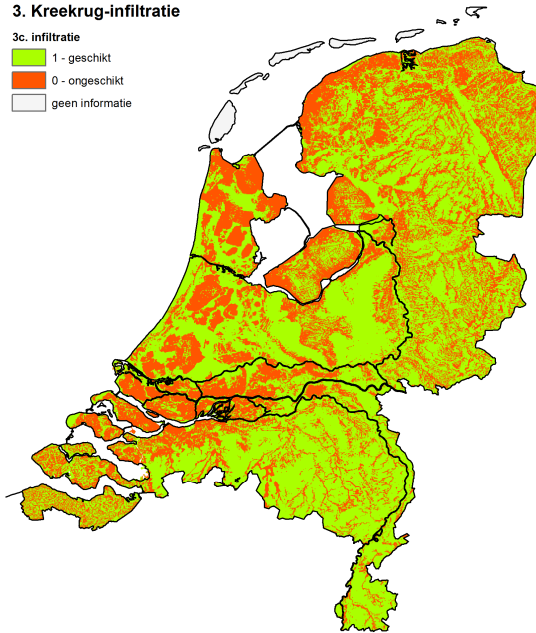 3. Kreekrug-infiltratie
3c. infiltratie
1 - geschikt
0 - ongeschikt
geen informatie